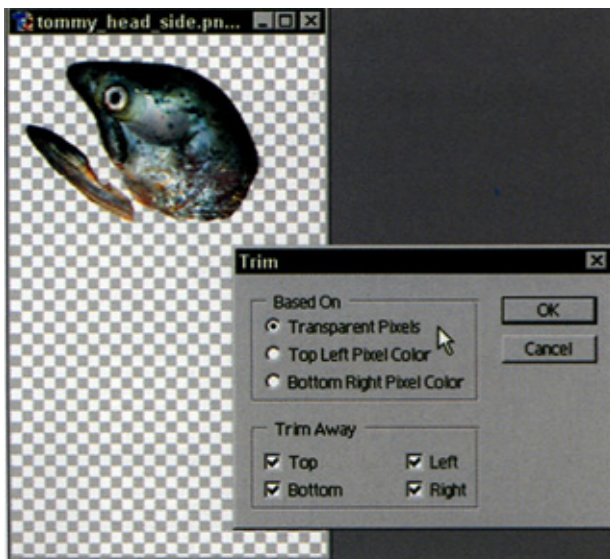 tommy_head_side.pn...
Trim
Based On
Transparent Pixels
Top Left Pixel Color
Bottom Right Pixel Color
OK
Cancel
Trim Away
Top
Left
Bottom
Right